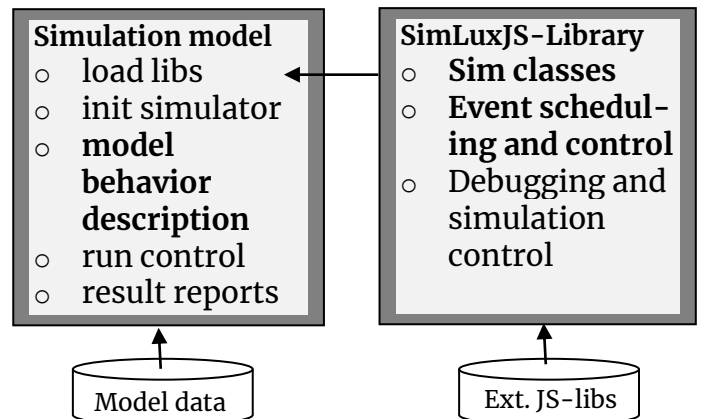 Simulation model
○ load libs
○ init simulator
○ model
behavior
description
○ run control
○ result reports
SimLuxJS-Library
○ Sim classes
○ Event schedul-
ing and control
○ Debugging and
simulation
control
Model data
Ext. JS-libs